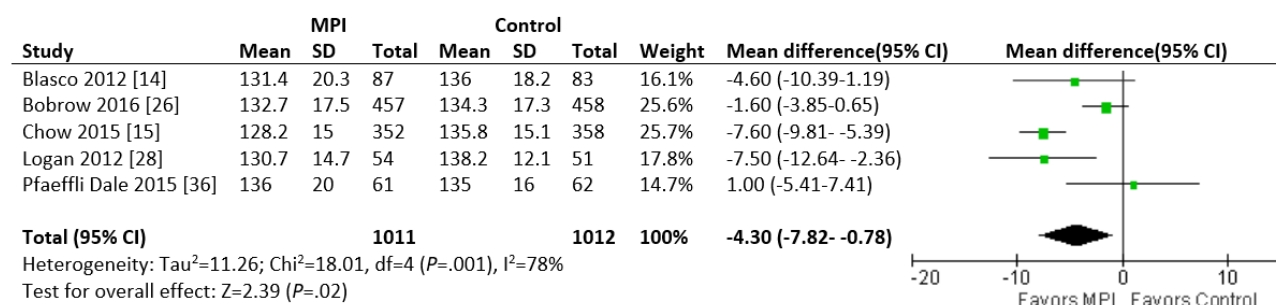 MPI Control
Study Mean SD Total Mean SD Total Weight Mean difference(95% CI) Mean difference(95% CI)
Blasco 2012 [14] 131.4 20.3 87 136 18.2 83 16.1% -4.60 (-10.39-1.19)
Bobrow 2016 [26] 132.7 17.5 457 134.3 17.3 458 25.6% -1.60 (-3.85-0.65)
Chow 2015 [15] 128.2 15 352 135.8 15.1 358 25.7% -7.60 (-9.81- -5.39)
Logan 2012 [28] 130.7 14.7 54 138.2 12.1 51 17.8% -7.50 (-12.64- -2.36)
Pfaeffli Dale 2015 [36] 136 20 61 135 16 62 14.7% 1.00 (-5.41-7.41)
Total (95% CI) 1011 1012 100% -4.30 (-7.82- -0.78)
Heterogeneity: Tau²=11.26; Chi²=18.01, df=4 (P=.001), I²=78%
-20 -10 0 10
Test for overall effect: Z=2.39 (P=.02)
Favors MPI Favors Control